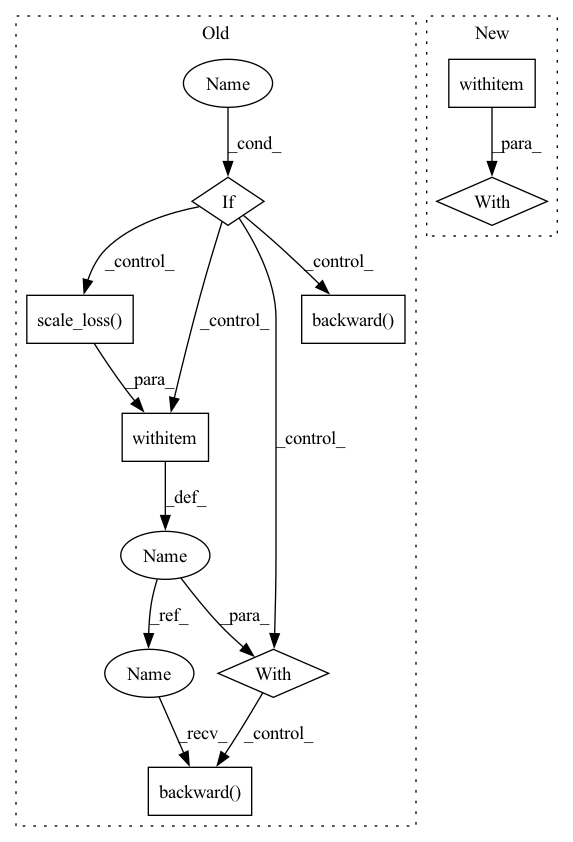 Old
New
Name
withitem
_cond_
_para_
If
With
_control_
_control_
scale_loss()
_control_
backward()
_para_
withitem
_control_
_def_
Name
_ref_
_para_
Name
With
_recv_
_control_
backward()